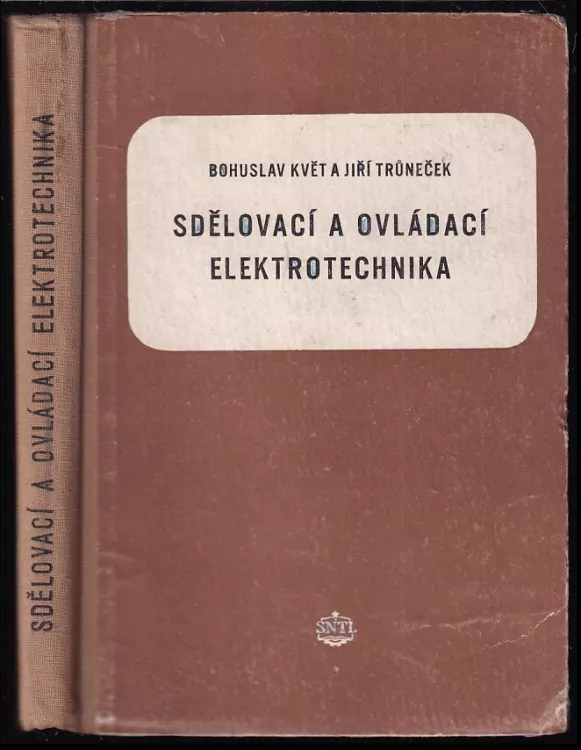 SDĚLOVACÍ A OVLÁDACÍ ELEKTROTECHNIKA
BOHUSLAV KVĚT A JIŘÍ TRŮNEČEK
SDĚLOVACÍ A OVLÁDACÍ
ELEKTROTECHNIKA
SNTL